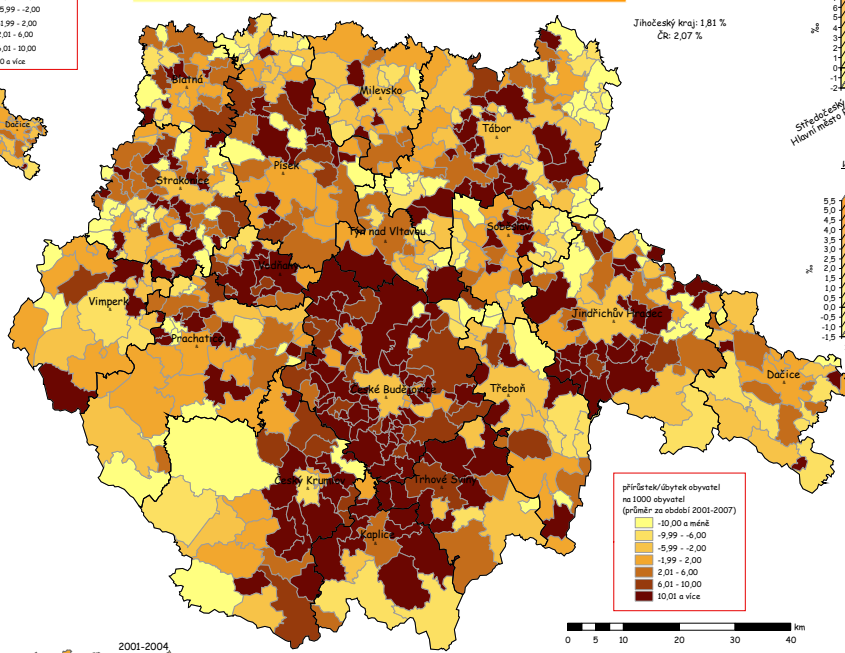 5,99 - -2,00
1,99 - 2,00
2,01 - 6,00
6,01 - 10,00
0 a více
Dačice
Jihočeský kraj: 1,81 %
ČR: 2,07 %
‰
6
5
4
3
2
1
0
-1
-2
Středočeský
Hlavní město
5,5
5,0
4,5
4,0
3,5
3,0
2,5
2,0
1,5
1,0
0,5
0,0
-0,5
-1,0
-1,5
‰
Blatná
Milevsko
Tábor
Písek
Strakonice
Týn nad Vltavou
Soběslav
Vodňany
Vimperk
Jindřichův Hradec
Prachatice
České Budějovice
Třeboň
Dačice
Český Krumlov
Trhové Sviny
Kaplice
přírůstek/úbytek obyvatel
na 1000 obyvatel
(průměr za období 2001-2007)
-10,00 a méně
-9,99 - -6,00
-5,99 - -2,00
-1,99 - 2,00
2,01 - 6,00
6,01 - 10,00
10,01 a více
km
0 5 10 20 30 40
2001-2004